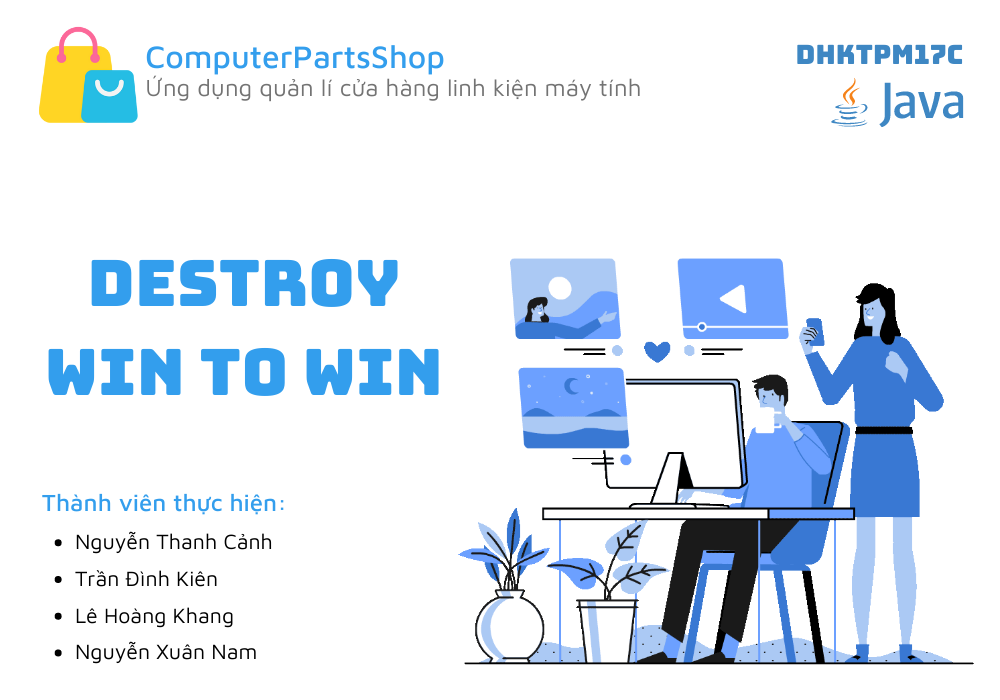 ComputerPartsShop
Ứng dụng quản lí cửa hàng linh kiện máy tính
DHKTPM17C
Java
DESTROY
WIN TO WIN
Thành viên thực hiện:
• Nguyễn Thanh Cảnh
• Trần Đình Kiên
• Lê Hoàng Khang
• Nguyễn Xuân Nam